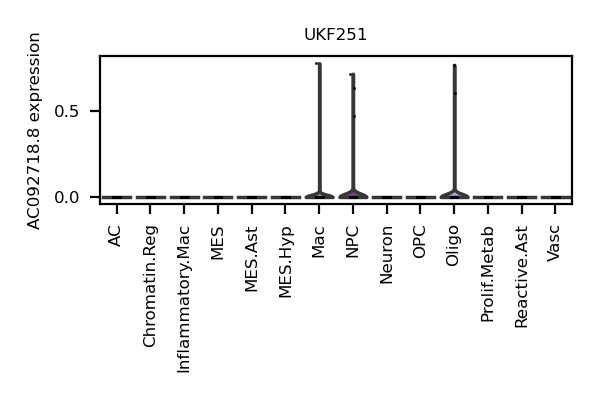 UKF251
AC092718.8 expression
0.5
0.0
AC
Chromatin.Reg
Inflammatory.Mac
MES
MES.Ast
MES.Hyp
Mac
NPC
Neuron
OPC
Oligo
Prolif.Metab
Reactive.Ast
Vasc